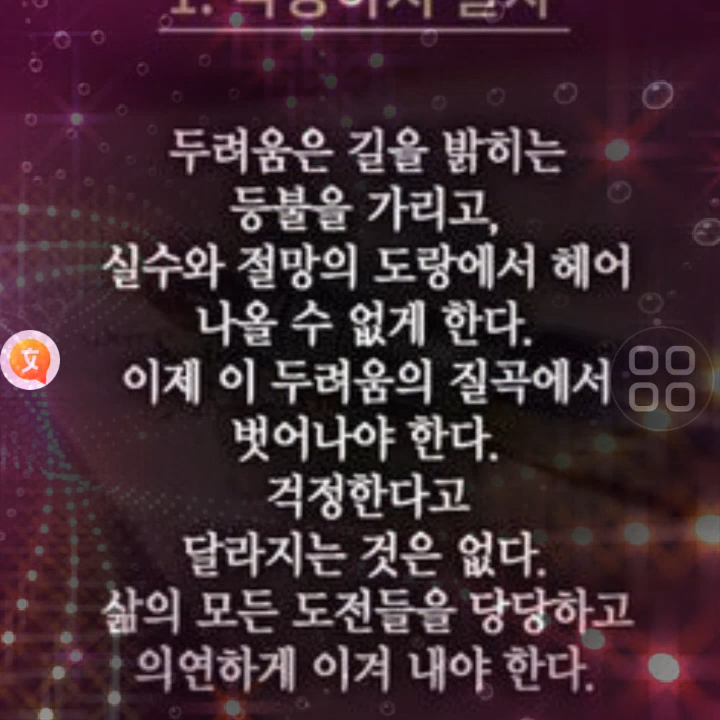 두려움은 길을 밝히는
등불을 가리고,
실수와 절망의 도랑에서 헤어
나올 수 없게 한다.
이제 이 두려움의 질곡에서
벗어나야 한다.
걱정한다고
달라지는 것은 없다.
삶의 모든 도전들을 당당하고
의연하게 이겨 내야 한다.